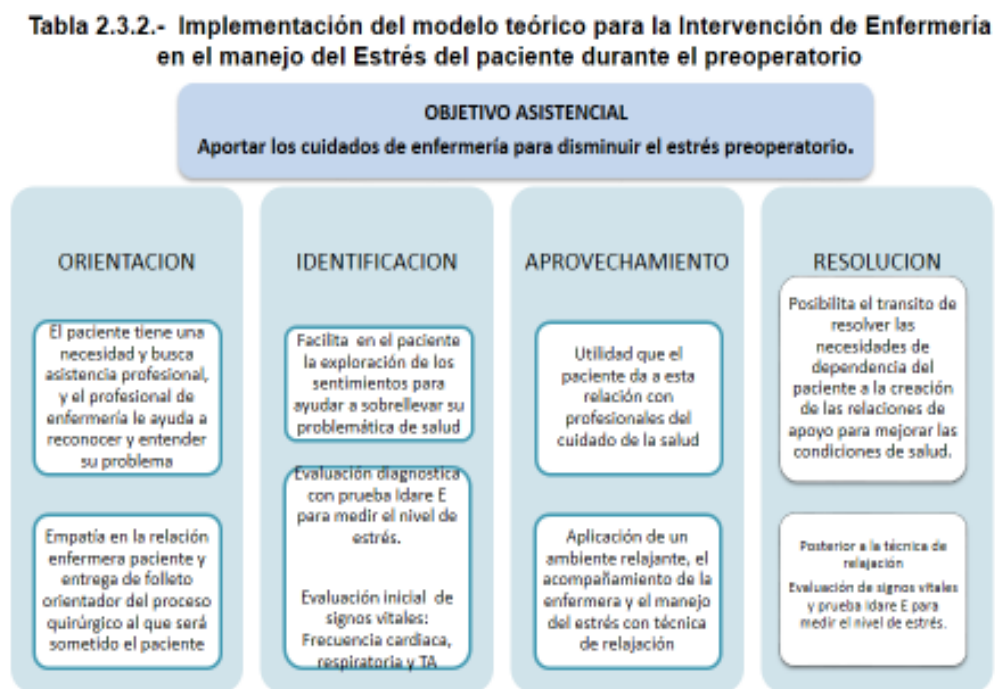 Tabla 2.3.2.- Implementación del modelo teórico para la Intervención de Enfermería
en el manejo del Estrés del paciente durante el preoperatorio
OBJETIVO ASISTENCIAL
Aportar los cuidados de enfermería para disminuir el estrés preoperatorio.
ORIENTACION
El paciente tiene una
necesidad y busca
asistencia profesional,
y el profesional de
enfermería le ayuda a
reconocer y entender
su problema
Empatía en la relación
enfermera paciente y
entrega de folleto
orientador del proceso
quirúrgico al que será
sometido el paciente
IDENTIFICACION
Facilita en el paciente
la exploración de los
sentimientos para
ayudar a sobrellevar su
problemática de salud
Evaluación diagnostica
con prueba Idare E
para medir el nivel de
estrés.
Evaluación inicial de
signos vitales:
Frecuencia cardiaca,
respiratoria y TA
APROVECHAMIENTO
Utilidad que el
paciente da a esta
relación con
profesionales del
cuidado de la salud
Aplicación de un
ambiente relajante, el
acompañamiento de la
enfermera y el manejo
del estrés con técnica
de relajación
RESOLUCION
Posibilita el transito de
resolver las
necesidades de
dependencia del
paciente a la creación
de las relaciones de
apoyo para mejorar las
condiciones de salud.
Posterior a la técnica de
relajación
Evaluación de signos vitales
y prueba Idare E para
medir el nivel de estrés.